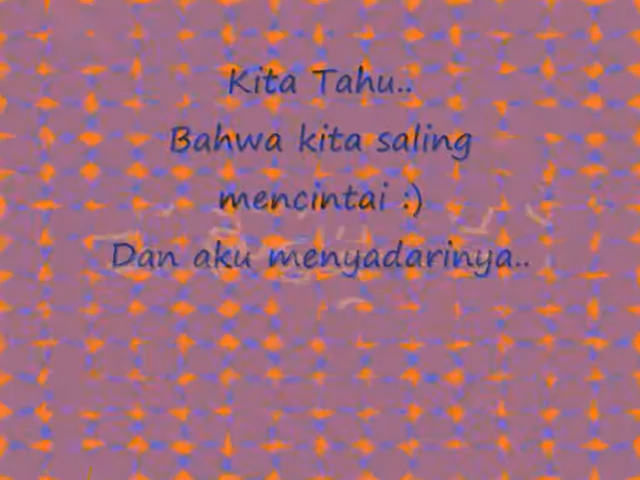 Kita Tahu..
Bahwa kita saling
mencintai :)
Dan aku menyadarinya..